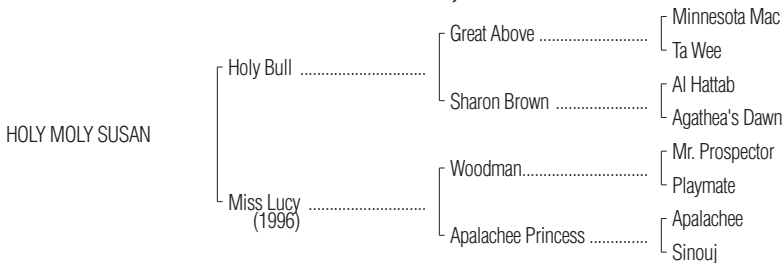 Minnesota Mac
Great Above ..........................
Ta Wee
Holy Bull ..............................
Al Hattab
Sharon Brown ......................
Agathea's Dawn
HOLY MOLY SUSAN
Mr. Prospector
Woodman..............................
Playmate
Miss Lucy ............................
(1996)
Apalachee
Apalachee Princess ..............
Sinouj